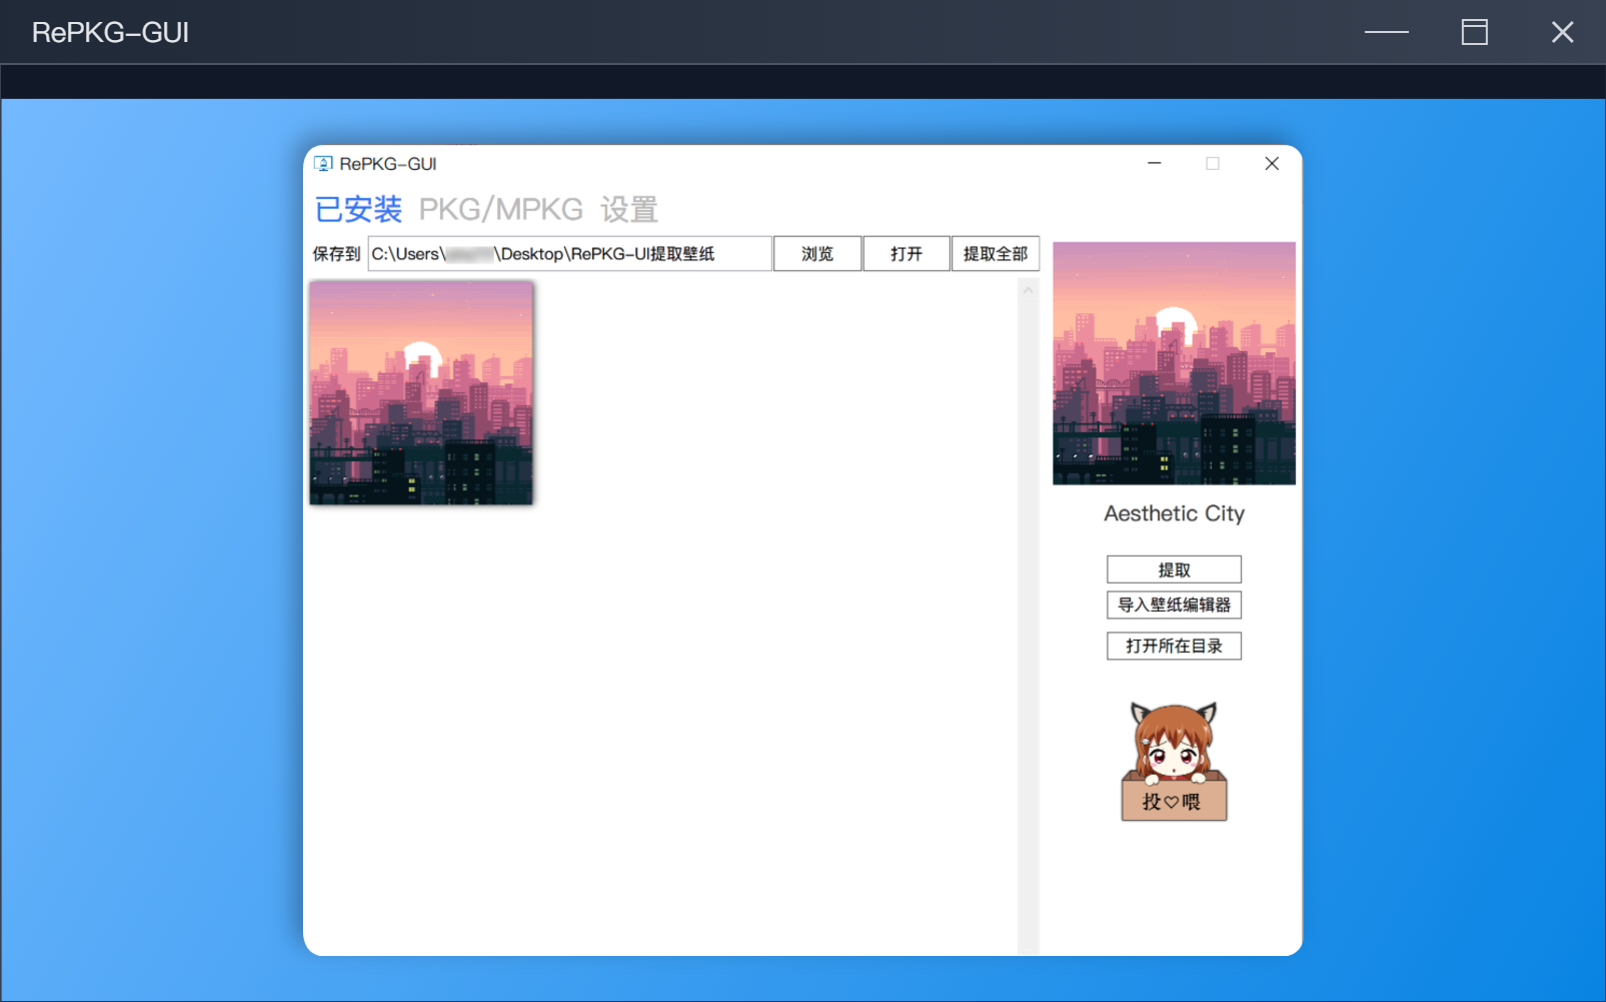 RePKG-GUI
RePKG-GUI
已安装 PKG/MPKG 设置
保存到 C:\Users\ \Desktop\RePKG-UI提取壁纸 浏览 打开 提取全部
Aesthetic City
提取
导入壁纸编辑器
打开所在目录
投♡喂